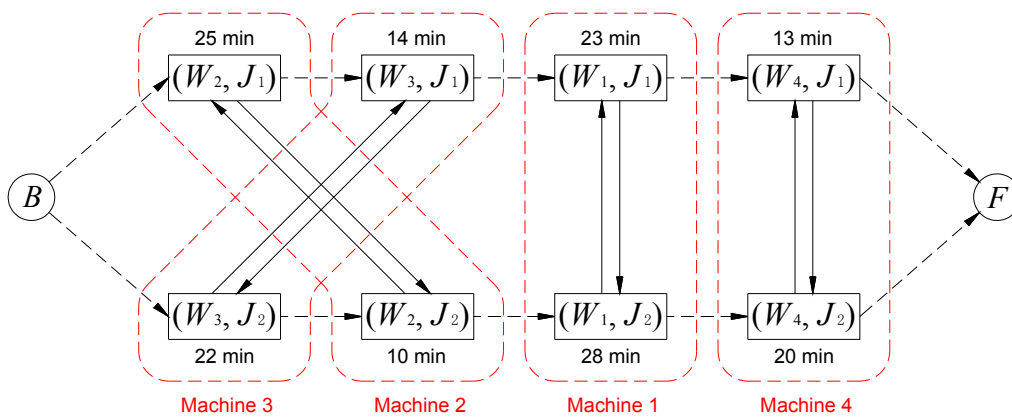 25 min 14 min 23 min 13 min
(W₂, J₁) (W₃, J₁) (W₁, J₁) (W₄, J₁)
B F
(W₃, J₂) (W₂, J₂) (W₁, J₂) (W₄, J₂)
22 min 10 min 28 min 20 min
Machine 3 Machine 2 Machine 1 Machine 4